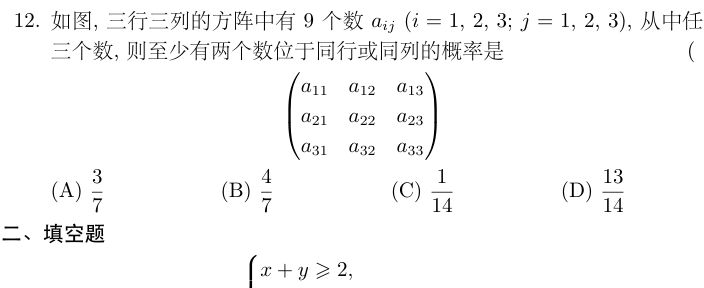 12. 如图, 三行三列的方阵中有 9 个数 a_{ij} (i = 1, 2, 3; j = 1, 2, 3), 从中任
三个数, 则至少有两个数位于同行或同列的概率是 (
a_{11} a_{12} a_{13}
a_{21} a_{22} a_{23}
a_{31} a_{32} a_{33}
(A) 3/7 (B) 4/7 (C) 1/14 (D) 13/14
二、填空题
{ x + y ⩾ 2,